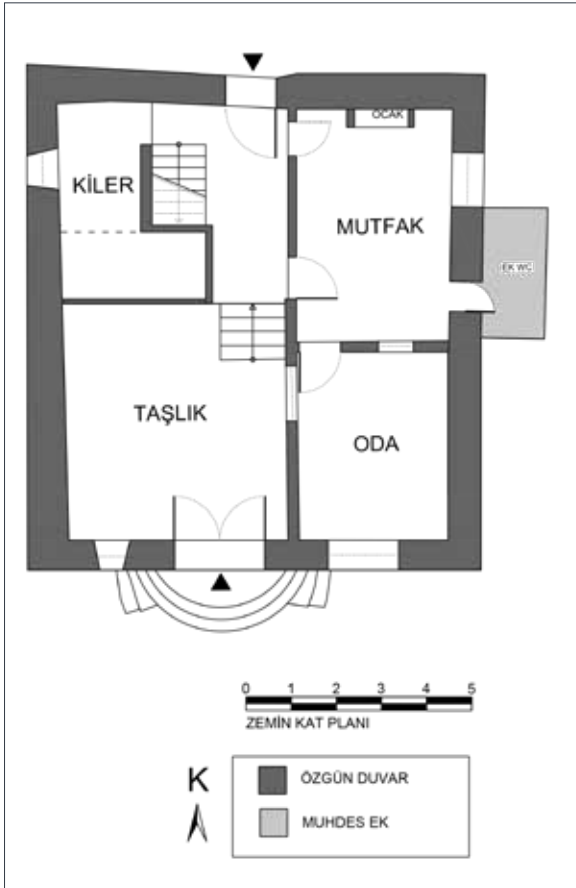 OCAK
KİLER
MUTFAK
EK WC
TAŞLIK
ODA
0 1 2 3 4 5
ZEMİN KAT PLANI
K
ÖZGÜN DUVAR
MUHDES EK